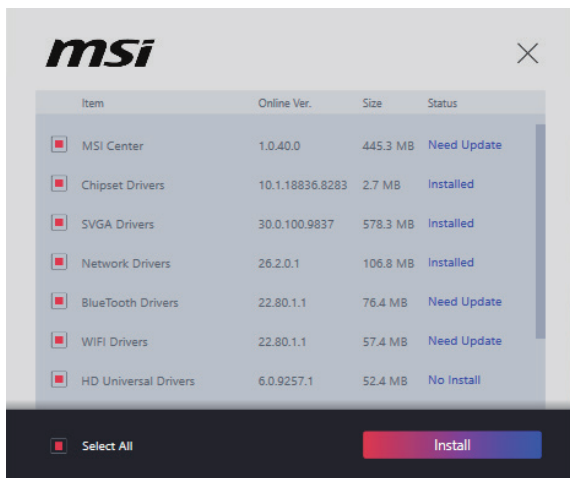 msi
Item Online Ver. Size Status
MSI Center 1.0.40.0 445.3 MB Need Update
Chipset Drivers 10.1.18836.8283 2.7 MB Installed
SVGA Drivers 30.0.100.9837 578.3 MB Installed
Network Drivers 26.2.0.1 106.8 MB Installed
BlueTooth Drivers 22.80.1.1 76.4 MB Need Update
WIFI Drivers 22.80.1.1 57.4 MB Need Update
HD Universal Drivers 6.0.9257.1 52.4 MB No Install
Select All Install